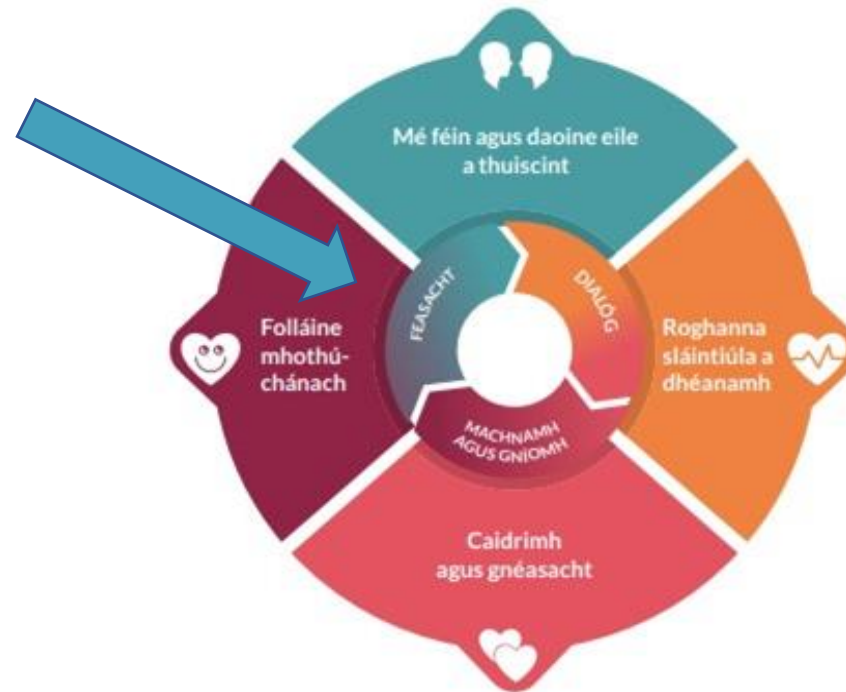 Mé féin agus daoine eile
a thuiscint
FEASACHT
DIALÓG
Folláine
mhothú-
chánach
Roghanna
sláintiúla a
dhéanamh
MACHNAMH
AGUS GNÍOMH
Caidrimh
agus gnéasacht